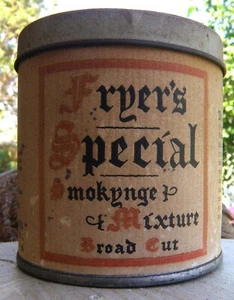 Fryer's
Special
Smokynge
Mixture
Broad Cut